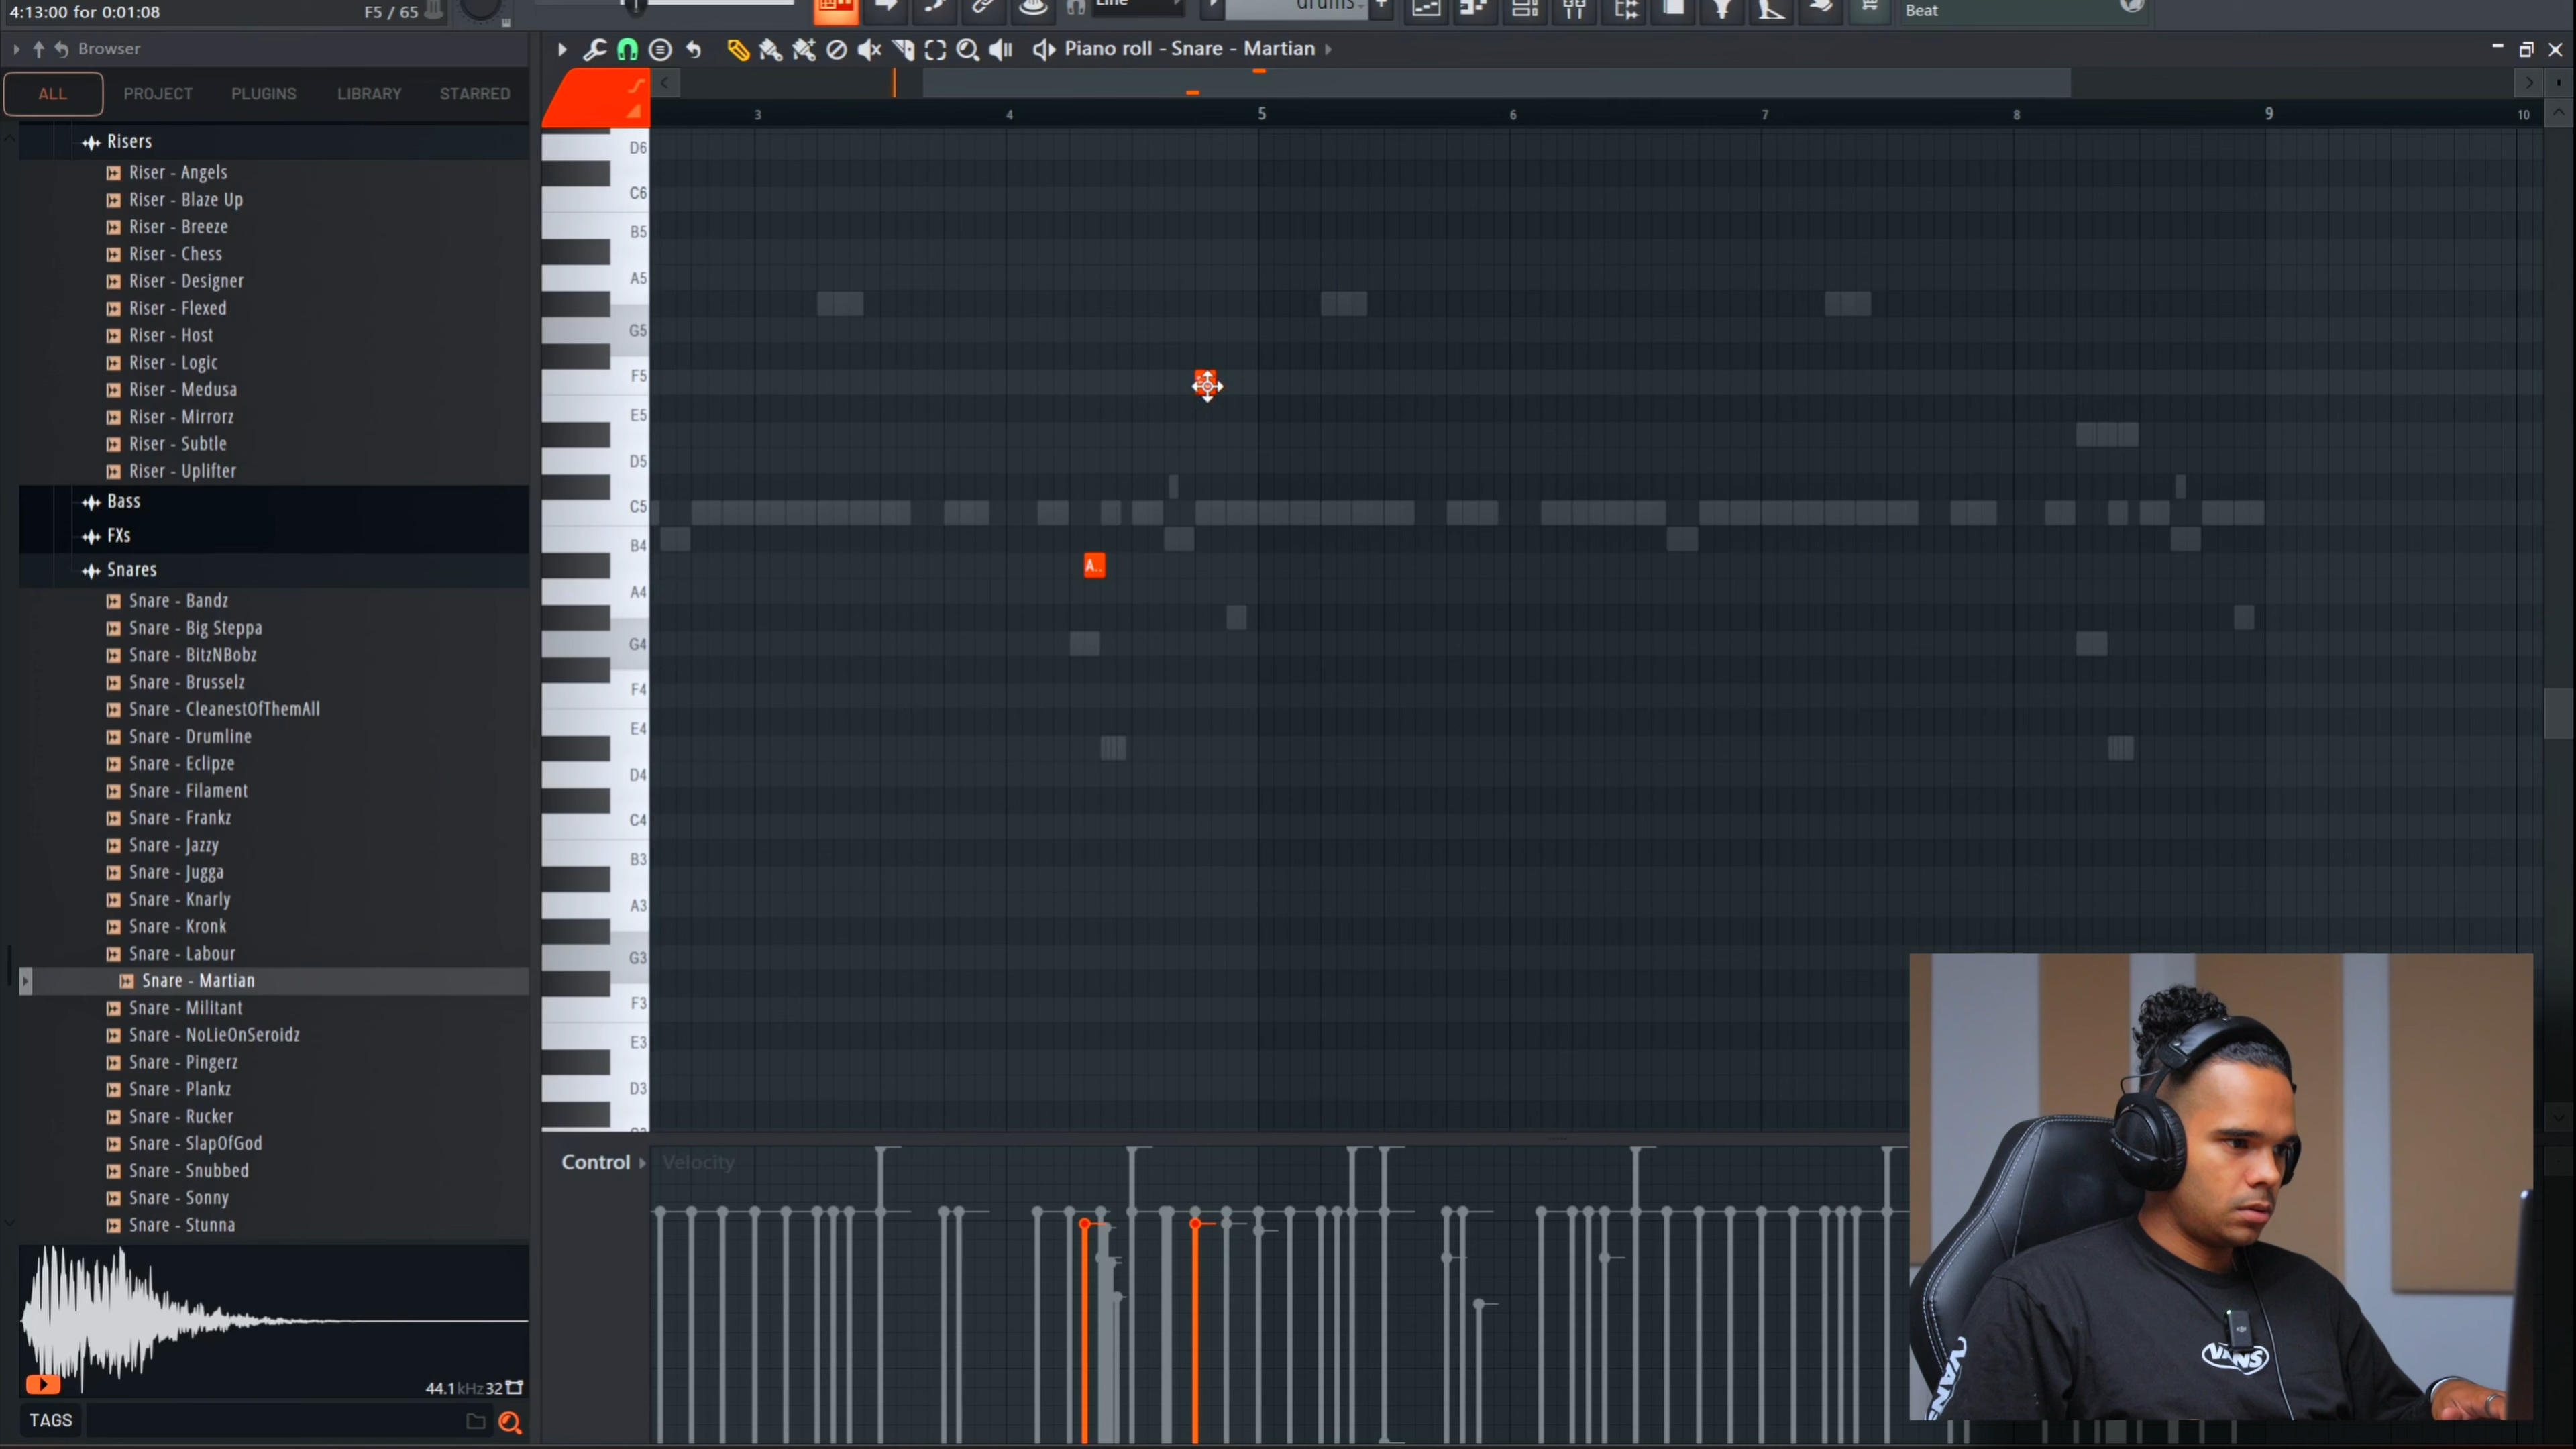 4:13:00 for 0:01:08
F5 / 65
Line
drums
Beat
Browser
Piano roll - Snare - Martian
ALL
PROJECT
PLUGINS
LIBRARY
STARRED
3
4
5
6
7
8
9
10
Risers
Riser - Angels
Riser - Blaze Up
Riser - Breeze
Riser - Chess
Riser - Designer
Riser - Flexed
Riser - Host
Riser - Logic
Riser - Medusa
Riser - Mirrorz
Riser - Subtle
Riser - Uplifter
Bass
FXs
Snares
Snare - Bandz
Snare - Big Steppa
Snare - BitzNBobz
Snare - Brusselz
Snare - CleanestOfThemAll
Snare - Drumline
Snare - Eclipze
Snare - Filament
Snare - Frankz
Snare - Jazzy
Snare - Jugga
Snare - Knarly
Snare - Kronk
Snare - Labour
Snare - Martian
Snare - Militant
Snare - NoLieOnSeroidz
Snare - Pingerz
Snare - Plankz
Snare - Rucker
Snare - SlapOfGod
Snare - Snubbed
Snare - Sonny
Snare - Stunna
44.1kHz 32
TAGS
D6
C6
B5
A5
G5
F5
E5
D5
C5
B4
A4
G4
F4
E4
D4
C4
B3
A3
G3
F3
E3
D3
A..
Control
Velocity
VANS
VANS